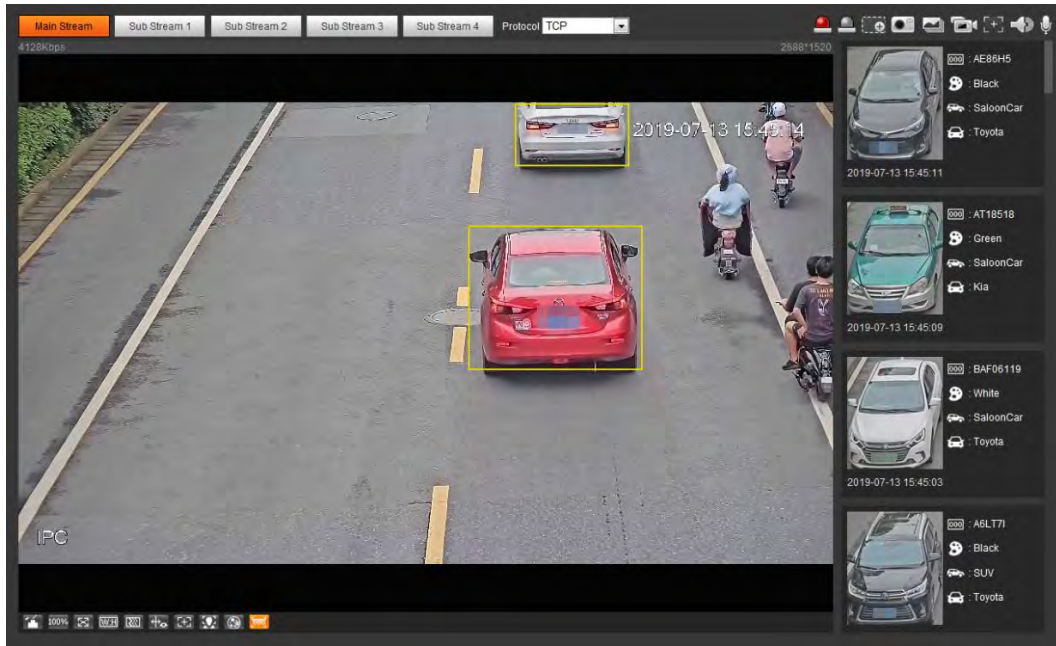 Main Stream Sub Stream 1 Sub Stream 2 Sub Stream 3 Sub Stream 4 Protocol TCP
4128Kbps 2688*1520
2019-07-13 15:45:14
IPC
100% W:H
: AE86H5
: Black
: SaloonCar
: Toyota
2019-07-13 15:45:11
: AT18518
: Green
: SaloonCar
: Kia
2019-07-13 15:45:09
: BAF06119
: White
: SaloonCar
: Toyota
2019-07-13 15:45:03
: A6LT7I
: Black
: SUV
: Toyota